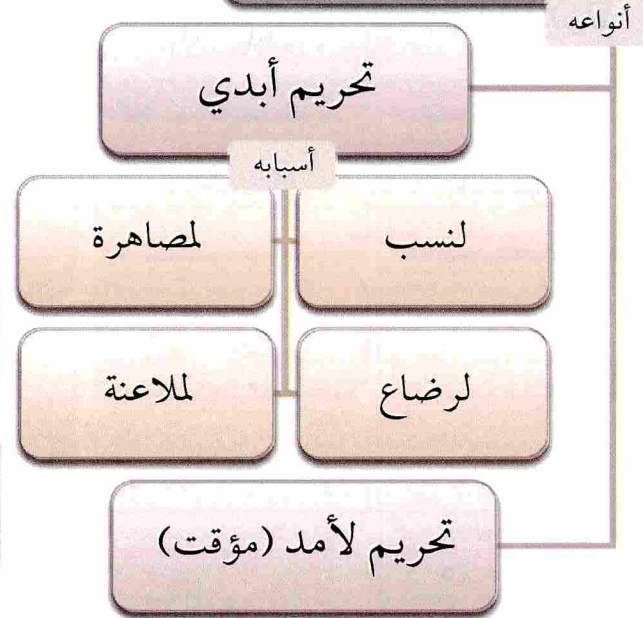 أنواعه
تحريم أبدي
أسبابه
لنسب
لمصاهرة
لرضاع
لملاعنة
تحريم لأمد (مؤقت)